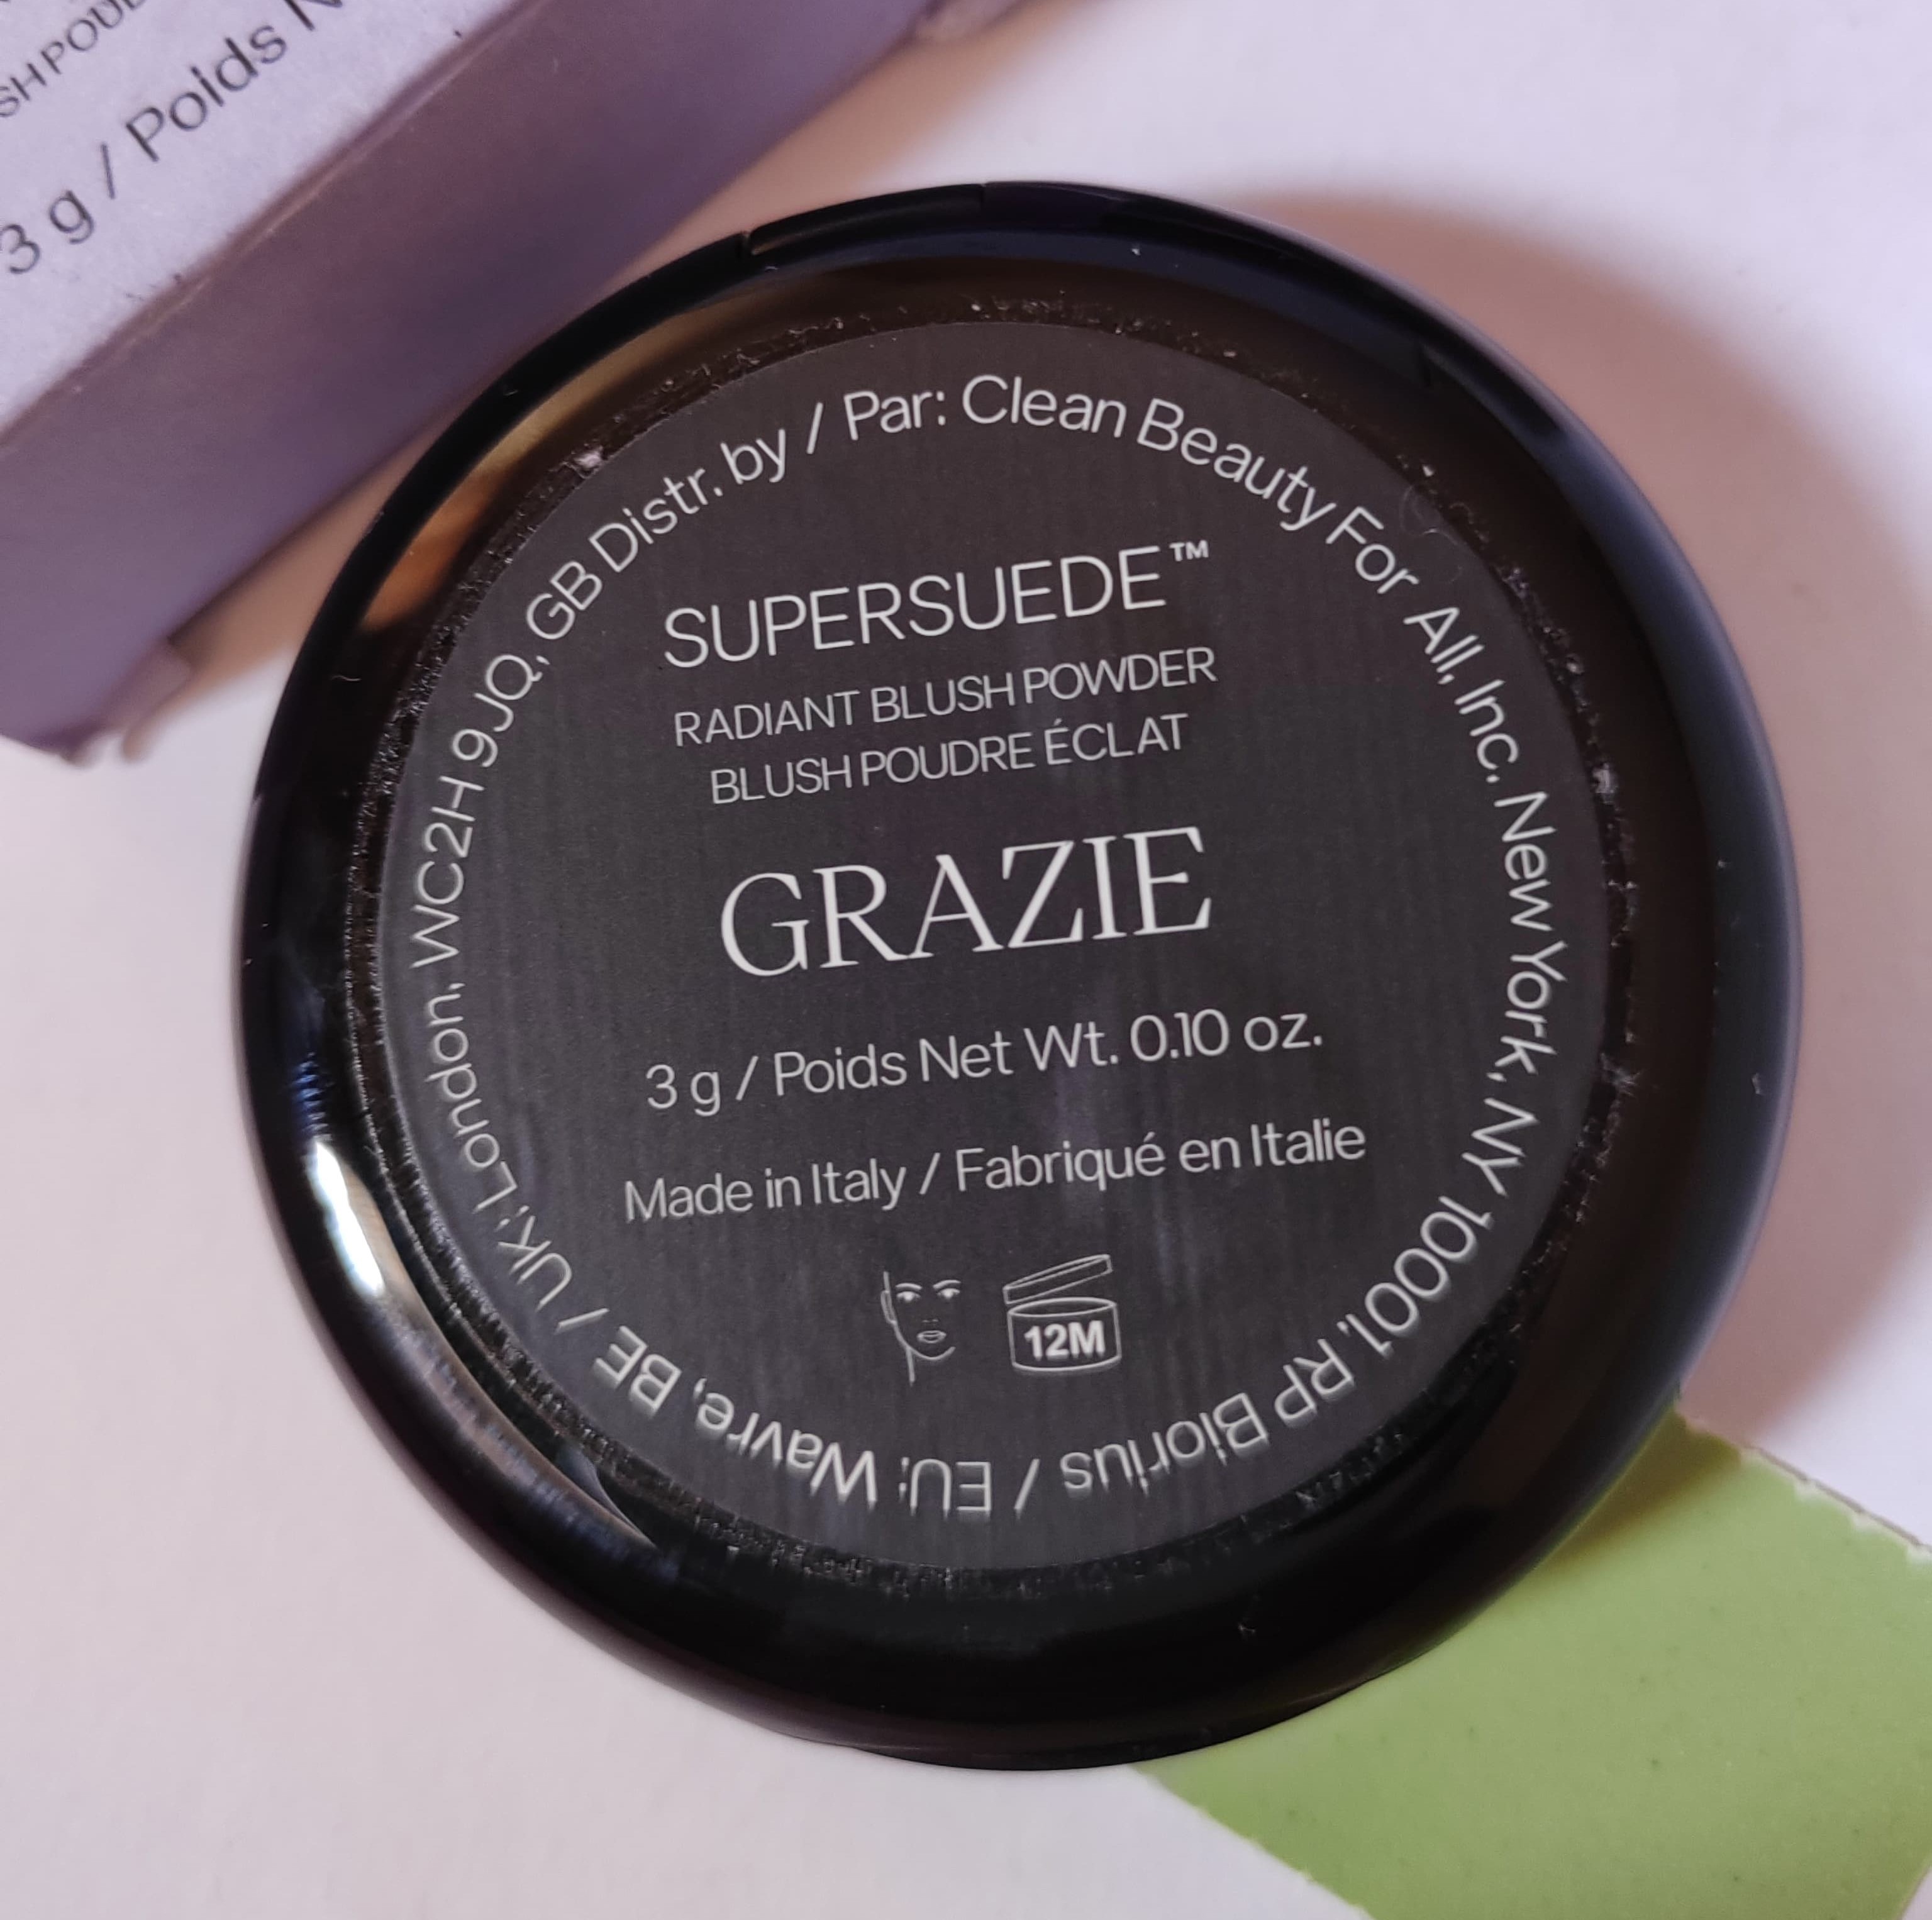 SH POUD
3 g / Poids N
Distr. by / Par: Clean Beauty For All, Inc. New York, NY 10001. RP Biorius / EU: Wavre, BE / UK: London, WC2H 9JQ, GB
SUPERSUEDE™
RADIANT BLUSH POWDER
BLUSH POUDRE ÉCLAT
GRAZIE
3 g / Poids Net Wt. 0.10 oz.
Made in Italy / Fabriqué en Italie
12M